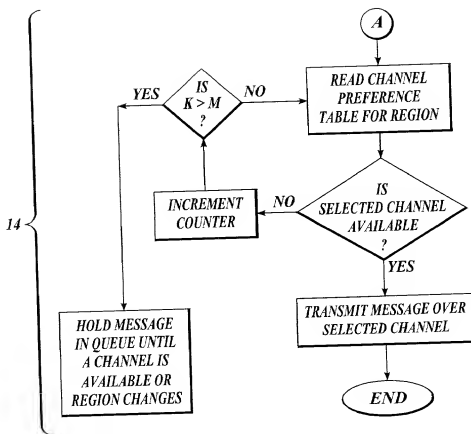 A
IS
K > M
?
YES
NO
READ CHANNEL
PREFERENCE
TABLE FOR REGION
INCREMENT
COUNTER
NO
IS
SELECTED CHANNEL
AVAILABLE
?
YES
14
HOLD MESSAGE
IN QUEUE UNTIL
A CHANNEL IS
AVAILABLE OR
REGION CHANGES
TRANSMIT MESSAGE OVER
SELECTED CHANNEL
END